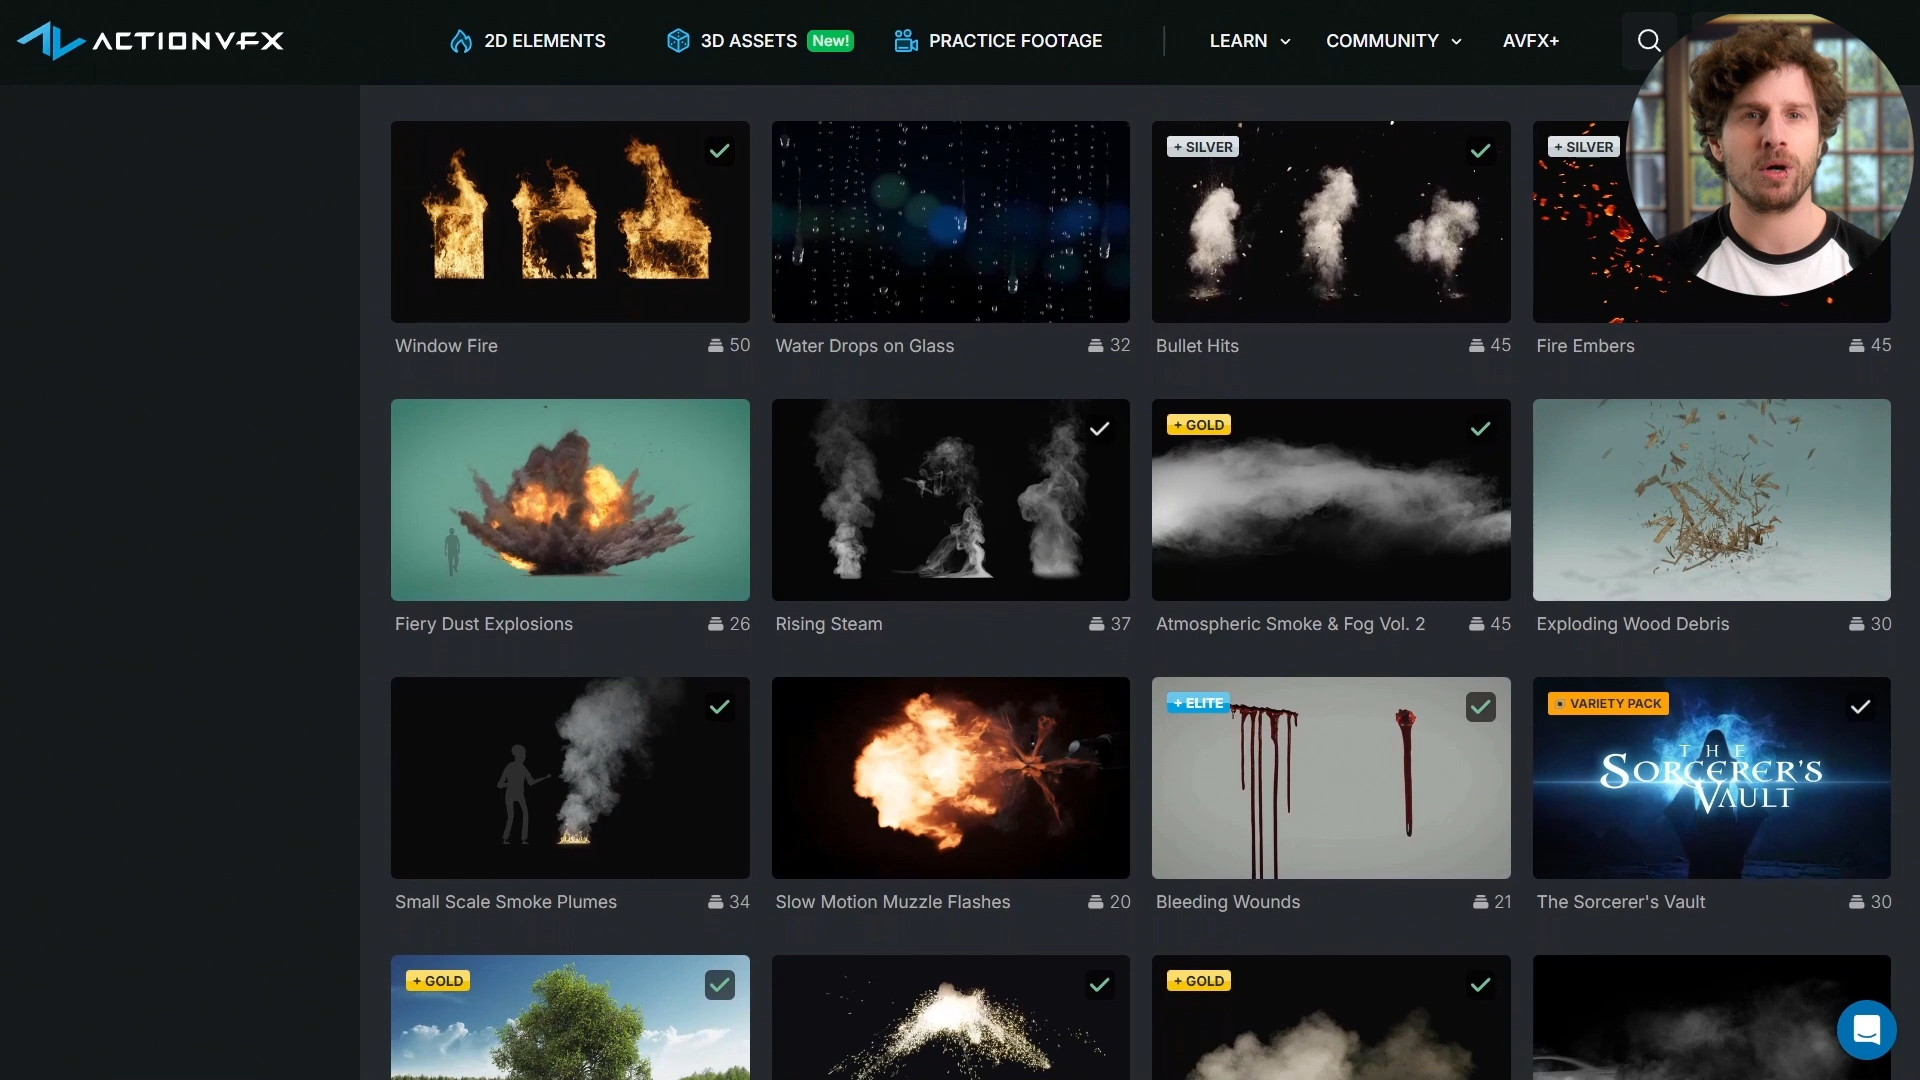 ACTIONVFX
2D ELEMENTS
3D ASSETS
New!
PRACTICE FOOTAGE
LEARN
COMMUNITY
AVFX+
+ SILVER
+ SILVER
Window Fire
50
Water Drops on Glass
32
Bullet Hits
45
Fire Embers
45
+ GOLD
Fiery Dust Explosions
26
Rising Steam
37
Atmospheric Smoke & Fog Vol. 2
45
Exploding Wood Debris
30
+ ELITE
VARIETY PACK
THE
SORCERER'S
VAULT
Small Scale Smoke Plumes
34
Slow Motion Muzzle Flashes
20
Bleeding Wounds
21
The Sorcerer's Vault
30
+ GOLD
+ GOLD